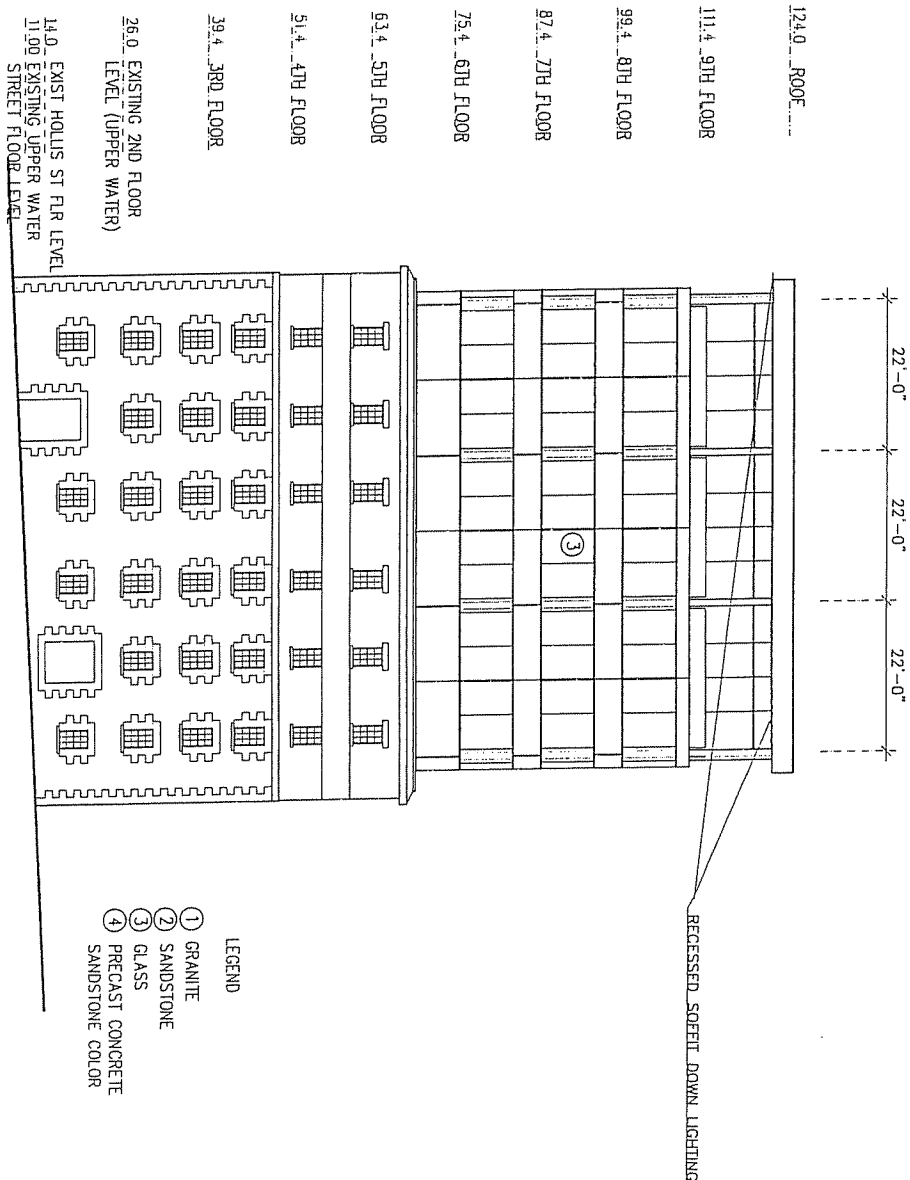 22'-0"
22'-0"
22'-0"
124.0 ROOF
111.4 9TH FLOOR
99.4 8TH FLOOR
87.4 7TH FLOOR
75.4 6TH FLOOR
63.4 5TH FLOOR
51.4 4TH FLOOR
39.4 3RD FLOOR
26.0 EXISTING 2ND FLOOR
LEVEL (UPPER WATER)
14.0 EXIST HOLLIS ST FLR LEVEL
11.00 EXISTING UPPER WATER
STREET FLOOR LEVEL
3
RECESSED SOFFIT DOWN LIGHTING
LEGEND
1 GRANITE
2 SANDSTONE
3 GLASS
4 PRECAST CONCRETE
SANDSTONE COLOR